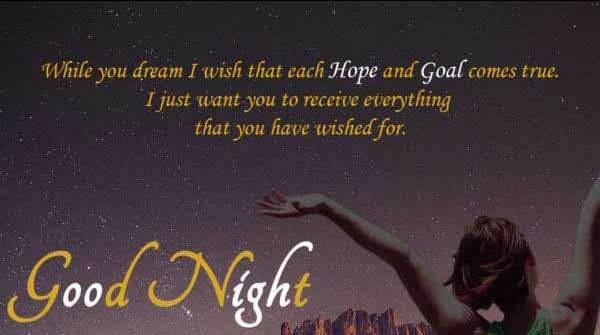 While you dream I wish that each Hope and Goal comes true.
I just want you to receive everything
that you have wished for.
Good Night